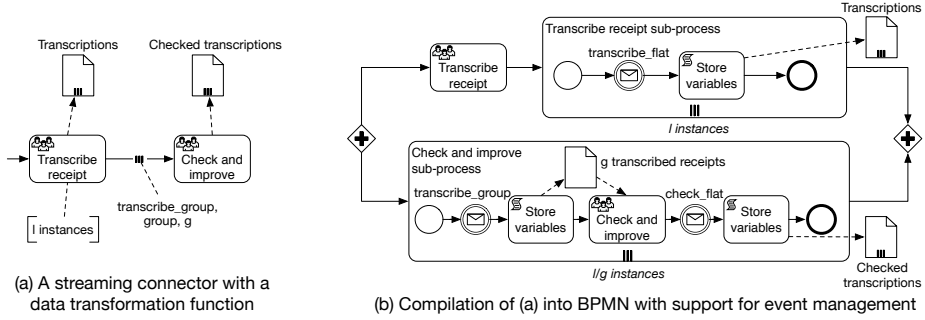 Transcriptions
Checked transcriptions
Transcribe
receipt
Check and
improve
transcribe_group,
group, g
l instances
(a) A streaming connector with a
data transformation function
Transcriptions
Transcribe receipt sub-process
transcribe_flat
Transcribe
receipt
Store
variables
l instances
Check and improve
sub-process
g transcribed receipts
transcribe_group
check_flat
Store
variables
Check and
improve
Store
variables
l/g instances
Checked
transcriptions
(b) Compilation of (a) into BPMN with support for event management